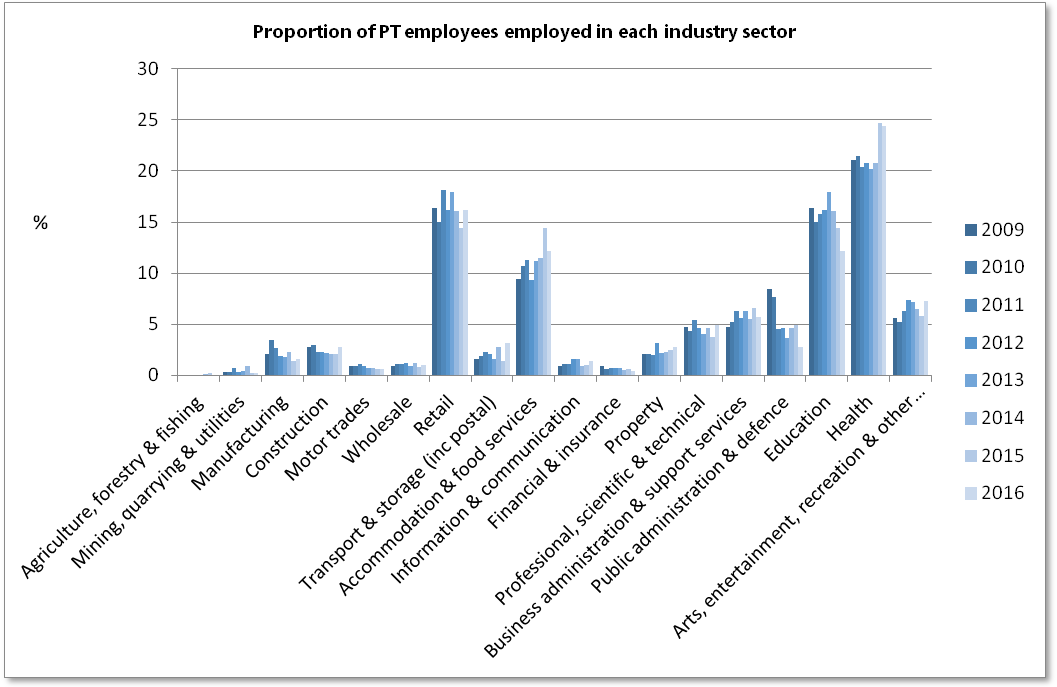 Proportion of PT employees employed in each industry sector
30
25
20
15
10
5
0
%
Agriculture, forestry & fishing
Mining, quarrying & utilities
Manufacturing
Construction
Motor trades
Wholesale
Retail
Transport & storage (inc postal)
Accommodation & food services
Information & communication
Financial & insurance
Property
Professional, scientific & technical
Business administration & support services
Public administration & defence
Education
Health
Arts, entertainment, recreation & other...
2009
2010
2011
2012
2013
2014
2015
2016